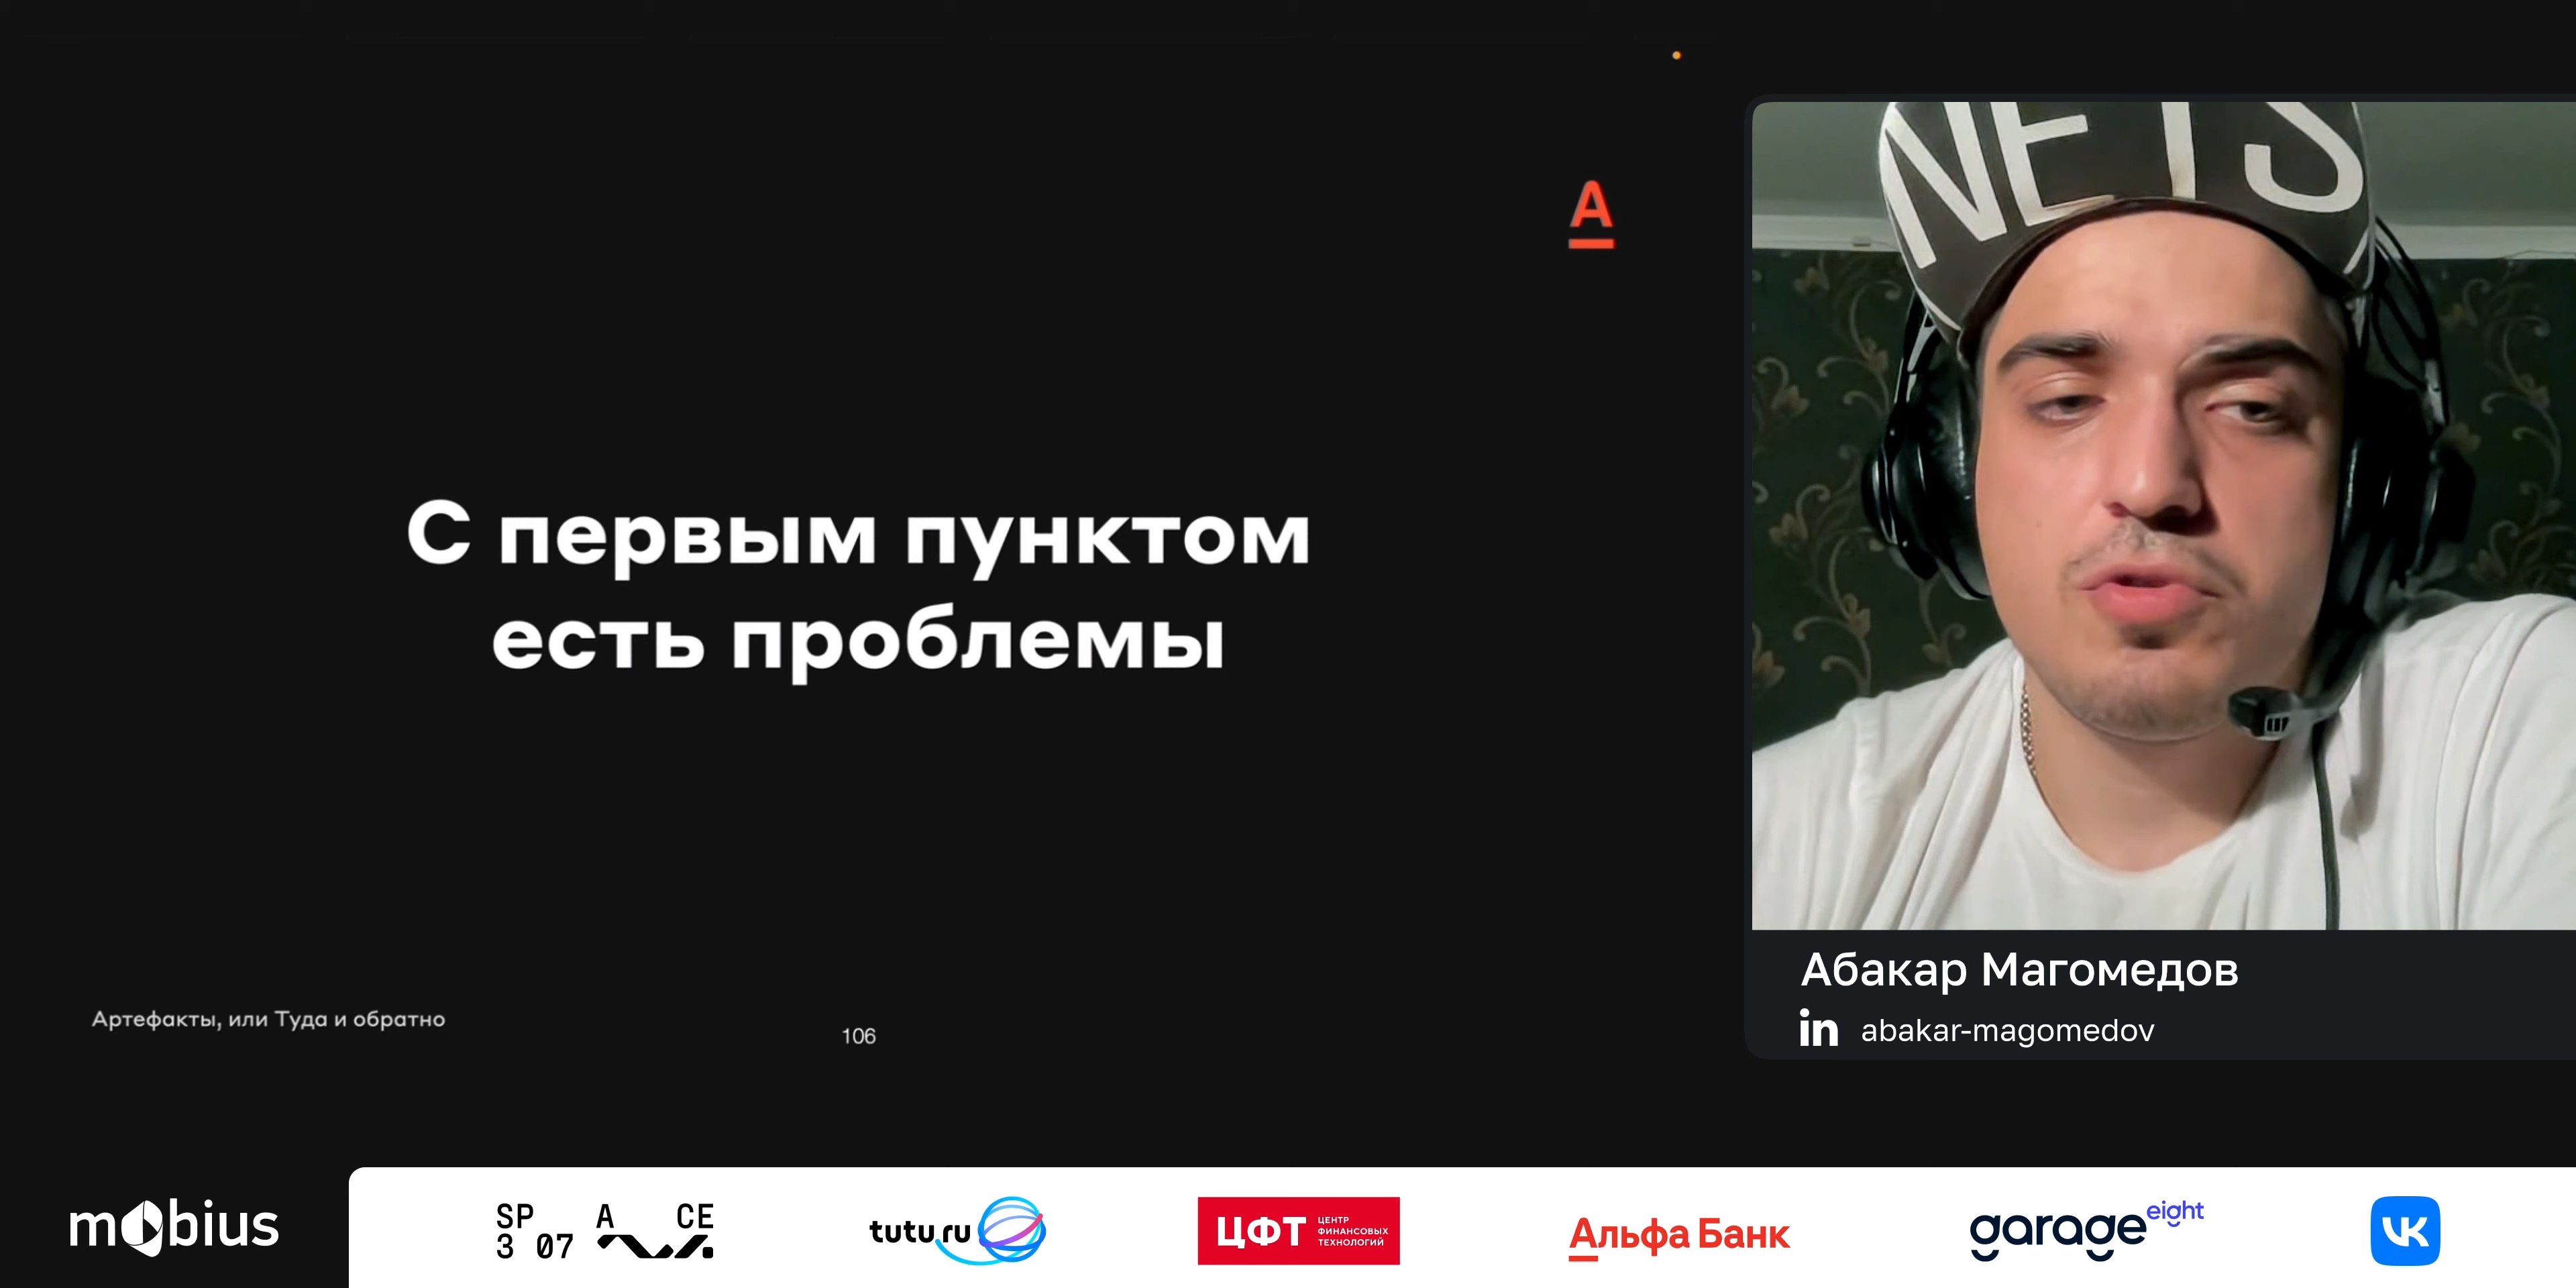 NETS
А
С первым пунктом
есть проблемы
Артефакты, или Туда и обратно
106
Абакар Магомедов
in abakar-magomedov
mobius
SP A CE
3 07
tutu.ru
ЦФТ ЦЕНТР
ФИНАНСОВЫХ
ТЕХНОЛОГИЙ
Альфа Банк
garage eight
VK